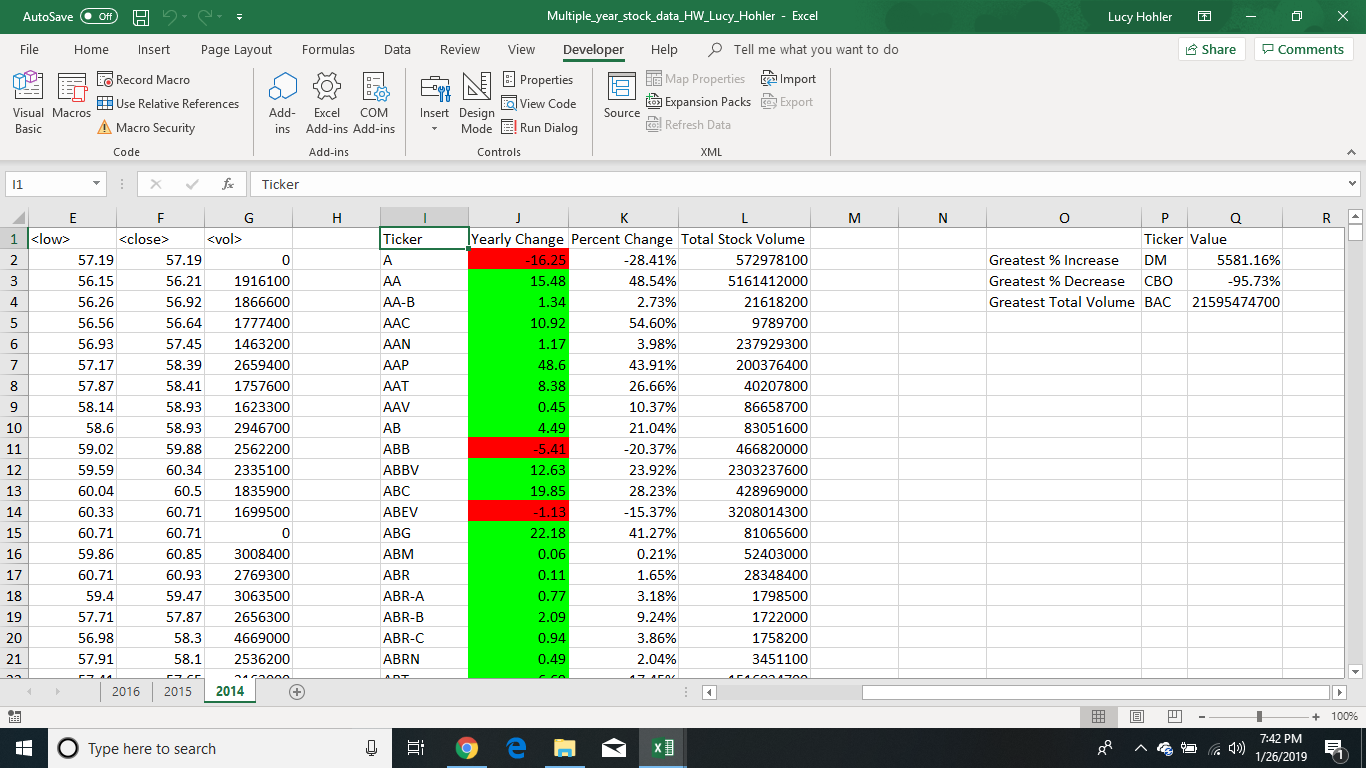 AutoSave Off Multiple_year_stock_data_HW_Lucy_Hohler - Excel Lucy Hohler
File Home Insert Page Layout Formulas Data Review View Developer Help Tell me what you want to do Share Comments
Visual Basic
Macros
Record Macro
Use Relative References
Macro Security
Code
Add-ins
Excel Add-ins
COM Add-ins
Add-ins
Insert
Design Mode
Properties
View Code
Run Dialog
Controls
Source
Map Properties
Expansion Packs
Refresh Data
Import
Export
XML
I1 fx Ticker
E F G H I J K L M N O P Q R
1 <low> <close> <vol> Ticker Yearly Change Percent Change Total Stock Volume Ticker Value
2 57.19 57.19 0 A -16.25 -28.41% 572978100 Greatest % Increase DM 5581.16%
3 56.15 56.21 1916100 AA 15.48 48.54% 5161412000 Greatest % Decrease CBO -95.73%
4 56.26 56.92 1866600 AA-B 1.34 2.73% 21618200 Greatest Total Volume BAC 21595474700
5 56.56 56.64 1777400 AAC 10.92 54.60% 9789700
6 56.93 57.45 1463200 AAN 1.17 3.98% 237929300
7 57.17 58.39 2659400 AAP 48.6 43.91% 200376400
8 57.87 58.41 1757600 AAT 8.38 26.66% 40207800
9 58.14 58.93 1623300 AAV 0.45 10.37% 86658700
10 58.6 58.93 2946700 AB 4.49 21.04% 83051600
11 59.02 59.88 2562200 ABB -5.41 -20.37% 466820000
12 59.59 60.34 2335100 ABBV 12.63 23.92% 2303237600
13 60.04 60.5 1835900 ABC 19.85 28.23% 428969000
14 60.33 60.71 1699500 ABEV -1.13 -15.37% 3208014300
15 60.71 60.71 0 ABG 22.18 41.27% 81065600
16 59.86 60.85 3008400 ABM 0.06 0.21% 52403000
17 60.71 60.93 2769300 ABR 0.11 1.65% 28348400
18 59.4 59.47 3063500 ABR-A 0.77 3.18% 1798500
19 57.71 57.87 2656300 ABR-B 2.09 9.24% 1722000
20 56.98 58.3 4669000 ABR-C 0.94 3.86% 1758200
21 57.91 58.1 2536200 ABRN 0.49 2.04% 3451100
2016 2015 2014
100%
Type here to search
7:42 PM
1/26/2019
1